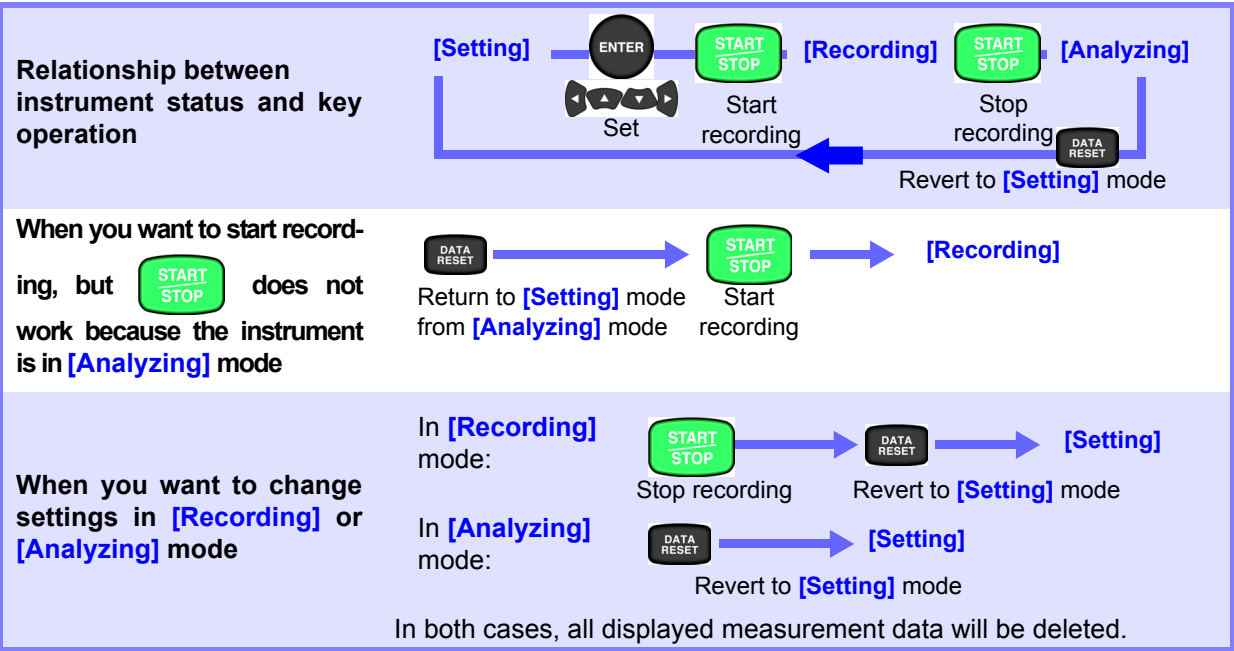 Relationship between
instrument status and key
operation
[Setting]
ENTER
Set
START
STOP
Start
recording
[Recording]
START
STOP
Stop
recording
[Analyzing]
DATA
RESET
Revert to [Setting] mode
When you want to start record-
ing, but START STOP does not
work because the instrument
is in [Analyzing] mode
DATA
RESET
Return to [Setting] mode
from [Analyzing] mode
START
STOP
Start
recording
[Recording]
When you want to change
settings in [Recording] or
[Analyzing] mode
In [Recording]
mode:
START
STOP
Stop recording
DATA
RESET
Revert to [Setting] mode
[Setting]
In [Analyzing]
mode:
DATA
RESET
[Setting]
Revert to [Setting] mode
In both cases, all displayed measurement data will be deleted.